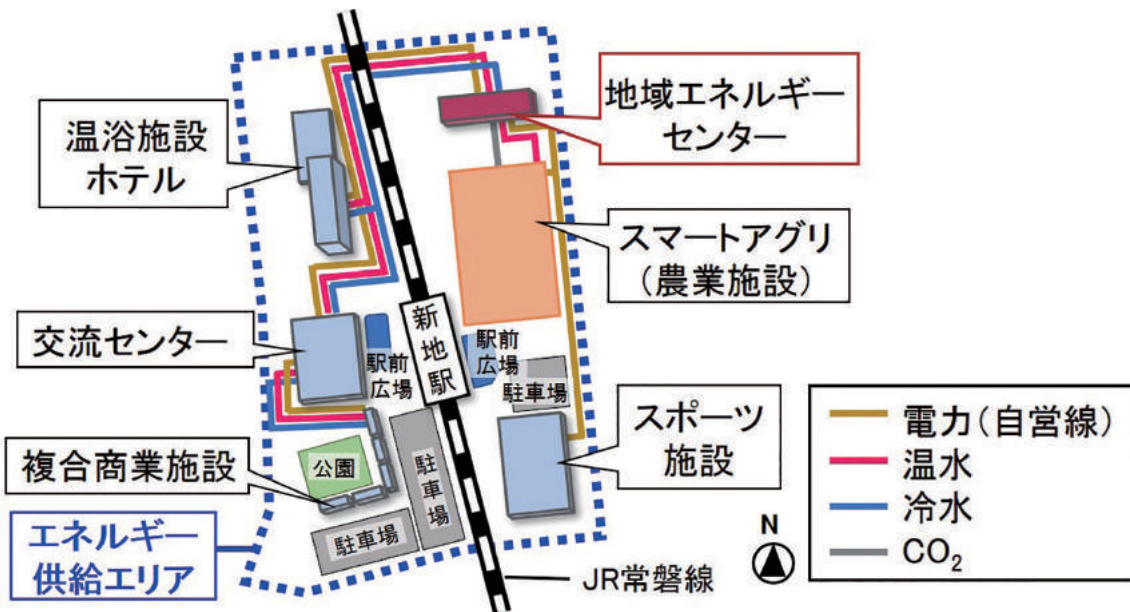 地域エネルギー
センター
温浴施設
ホテル
スマートアグリ
（農業施設）
新地駅
交流センター
駅前
広場
駅前
広場
駐車場
スポーツ
施設
複合商業施設
公園
駐車場
駐車場
エネルギー
供給エリア
JR常磐線
N
電力（自営線）
温水
冷水
CO₂